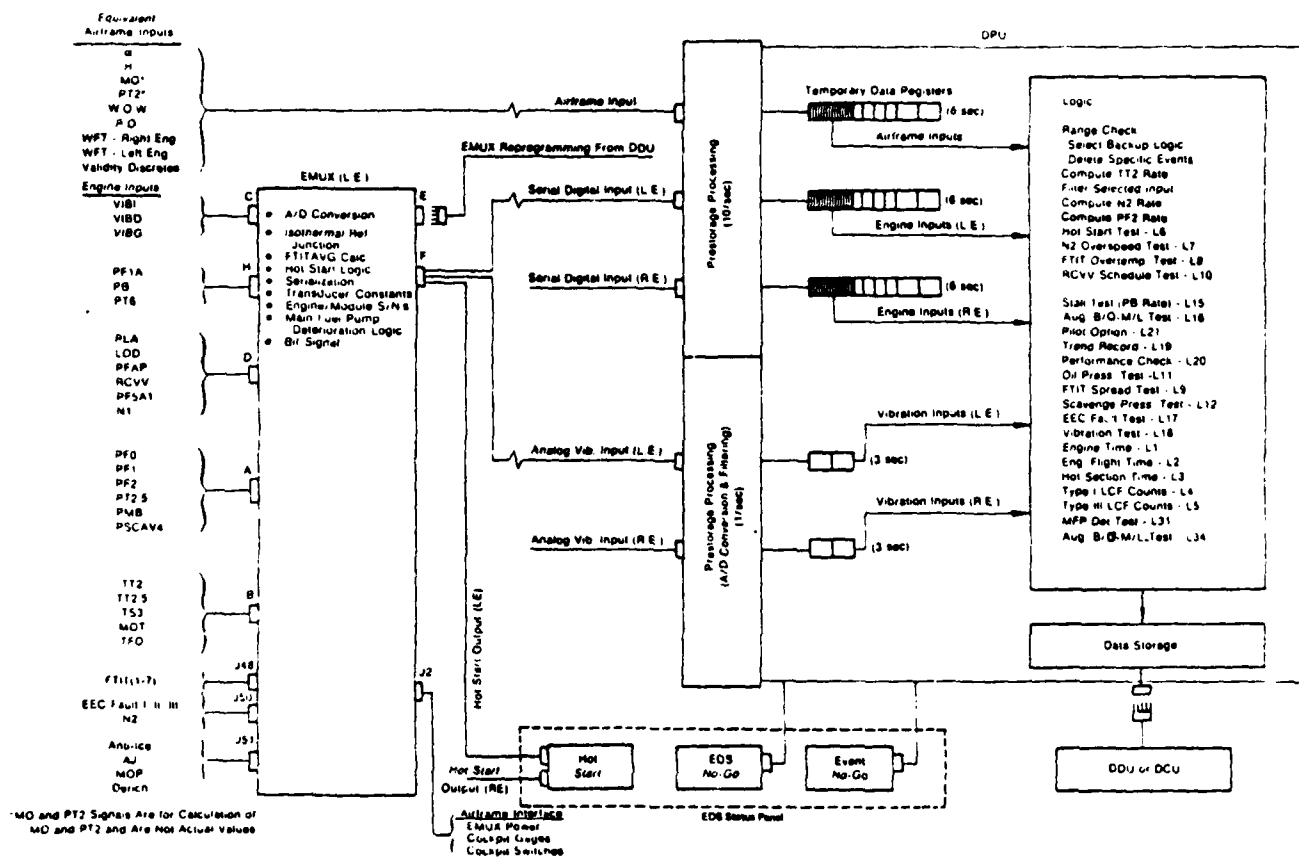 Equivalent
Airframe Inputs
α
H
MO*
PT2*
W.O.W
P.O
WFT - Right Eng
WFT - Left Eng
Validity Discretes
Engine Inputs
VIBI
VIBD
VIBG
PF1A
PB
PT6
PLA
LOD
PFAP
RCVV
PFSA1
N1
PF0
PF1
PF2
PT2.5
PMB
PSCAV4
TT2
TT2.5
TS3
MOT
TFO
FTIT(1-7)
EEC Fault I, II, III
N2
Anti-Ice
AJ
MOP
Derich
*MO and PT2 Signals Are for Calculation of
MO and PT2 and Are Not Actual Values
C
H
D
A
B
J48
J50
J51
EMUX (L.E.)
• A/D Conversion
• Isothermal Ref
Junction
• FTITAVG Calc
• Hot Start Logic
• Serialization
• Transducer Constants
• Engine/Module S/N's
• Main Fuel Pump
Deterioration Logic
• Bit Signal
E
F
J2
Airframe Interface
EMUX Power
Cockpit Gages
Cockpit Switches
Airframe Input
EMUX Reprogramming From DDU
Serial Digital Input (L.E.)
Serial Digital Input (R.E.)
Analog Vib. Input (L.E.)
Analog Vib. Input (R.E.)
Hot Start Output (LE)
Hot Start
Output (RE)
Prestorage Processing
(10/sec)
Prestorage Processing
(A/D Conversion & Filtering)
(1/sec)
DPU
Temporary Data Registers
(6 sec)
Airframe Inputs
(6 sec)
Engine Inputs (L.E.)
(6 sec)
Engine Inputs (R.E.)
Vibration Inputs (L.E.)
(3 sec)
Vibration Inputs (R.E.)
(3 sec)
Logic
Range Check
Select Backup Logic
Delete Specific Events
Compute TT2 Rate
Filter Selected Input
Compute N2 Rate
Compute PF2 Rate
Hot Start Test - L6
N2 Overspeed Test - L7
FTIT Overtemp. Test - L8
RCVV Schedule Test - L10
Stall Test (PB Rate) - L15
Aug. B/O-M/L Test - L16
Pilot Option - L21
Trend Record - L19
Performance Check - L20
Oil Press Test - L11
FTIT Spread Test - L9
Scavenge Press. Test - L12
EEC Fault Test - L17
Vibration Test - L18
Engine Time - L1
Eng. Flight Time - L2
Hot Section Time - L3
Type I LCF Counts - L4
Type III LCF Counts - L5
MFP Det Test - L31
Aug. B/O-M/L Test - L34
Data Storage
DDU or DCU
Hot
Start
EDS
No-Go
Event
No-Go
EDS Status Panel